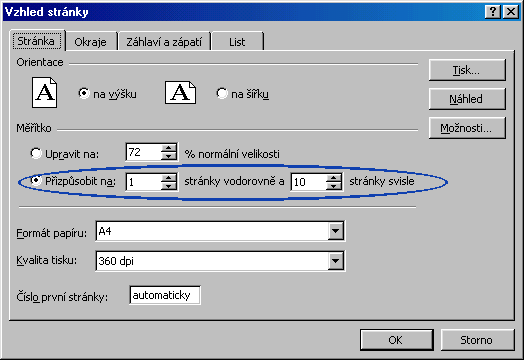 Vzhled stránky
Stránka Okraje Záhlaví a zápatí List
Orientace
A na výšku A na šířku
Měřítko
Upravit na: 72 % normální velikosti
Přizpůsobit na: 1 stránky vodorovně a 10 stránky svisle
Formát papíru: A4
Kvalita tisku: 360 dpi
Číslo první stránky: automaticky
Tisk...
Náhled
Možnosti...
OK Storno